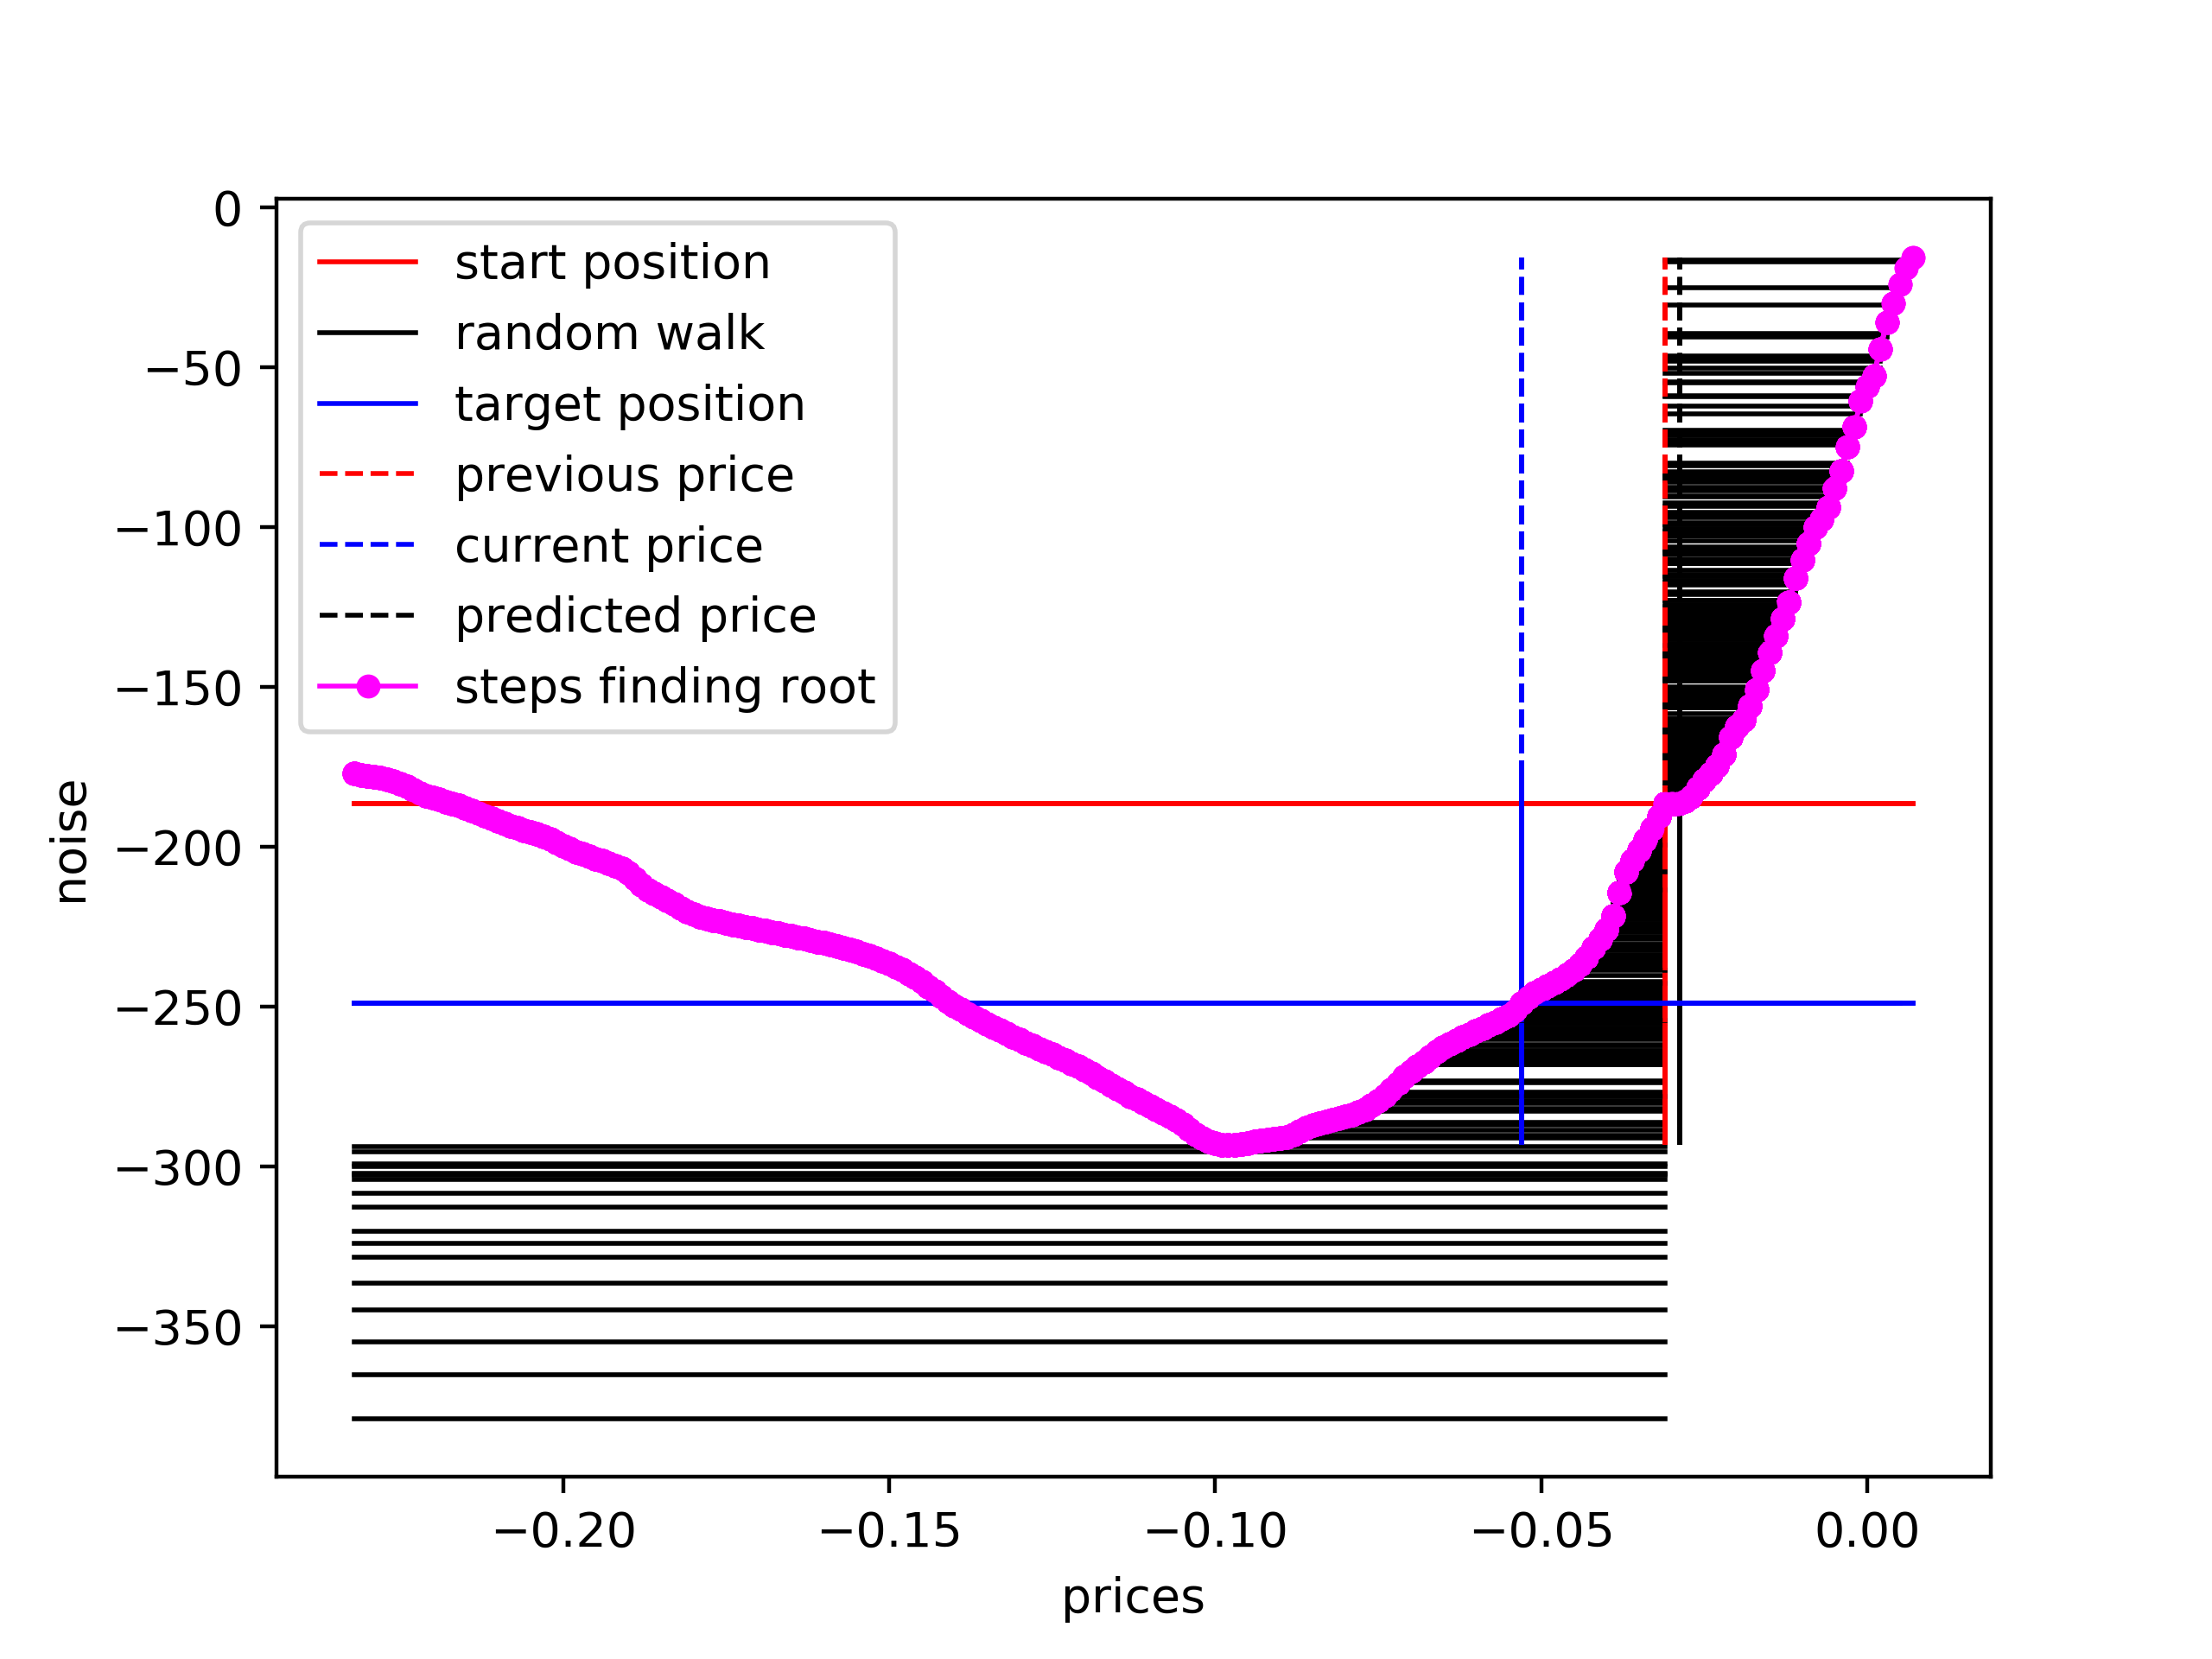 0
−50
−100
−150
−200
−250
−300
−350
noise
start position
random walk
target position
previous price
current price
predicted price
steps finding root
−0.20 −0.15 −0.10 −0.05 0.00
prices